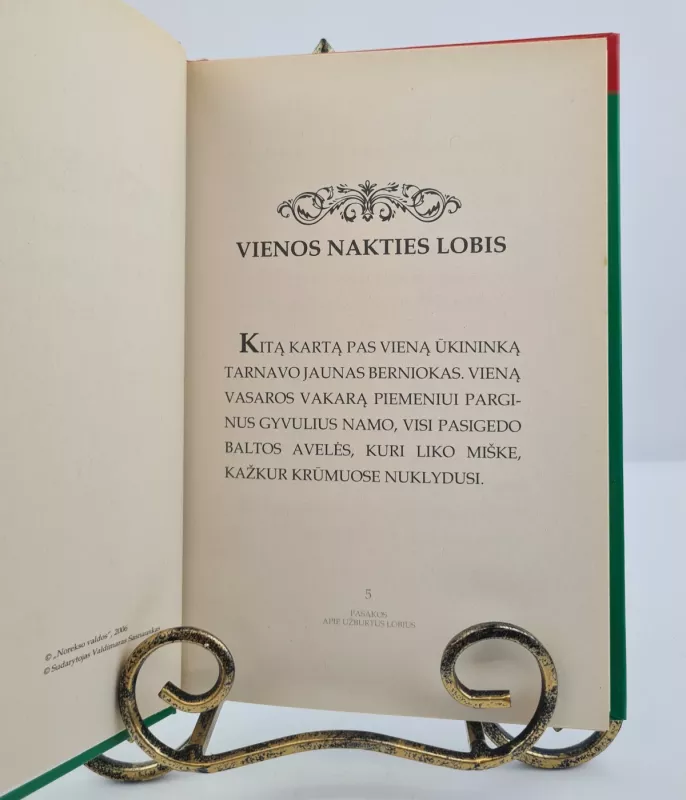 © „Norekso valdos“, 2006
© Sudarytojas Valdimaras Sasnauskas
VIENOS NAKTIES LOBIS
KITĄ KARTĄ PAS VIENĄ ŪKININKĄ
TARNAVO JAUNAS BERNIOKAS. VIENĄ
VASAROS VAKARĄ PIEMENIUI PARGI-
NUS GYVULIUS NAMO, VISI PASIGEDO
BALTOS AVELĖS, KURI LIKO MIŠKE,
KAŽKUR KRŪMUOSE NUKLYDUSI.
5
PASAKOS
APIE UŽBURTUS LOBIUS